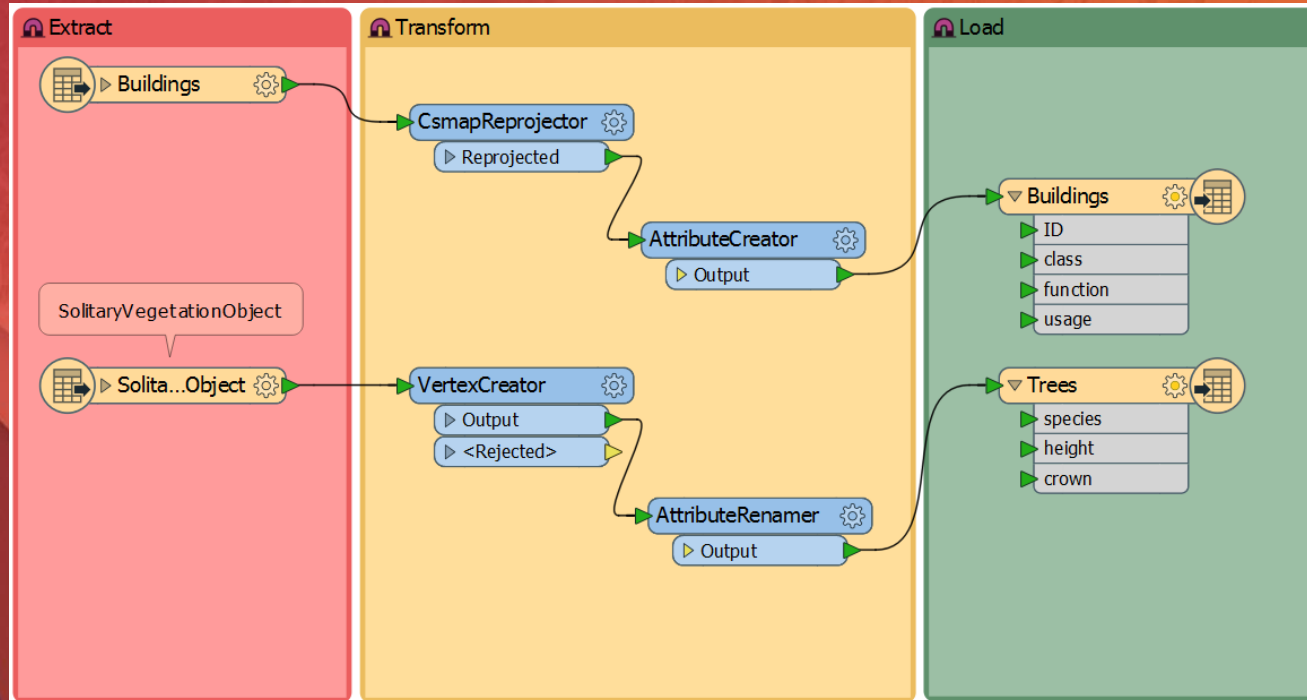 Extract
Transform
Load
Buildings
CsmapReprojector
Reprojected
AttributeCreator
Output
Buildings
ID
class
function
usage
SolitaryVegetationObject
Solita...Object
VertexCreator
Output
<Rejected>
AttributeRenamer
Output
Trees
species
height
crown